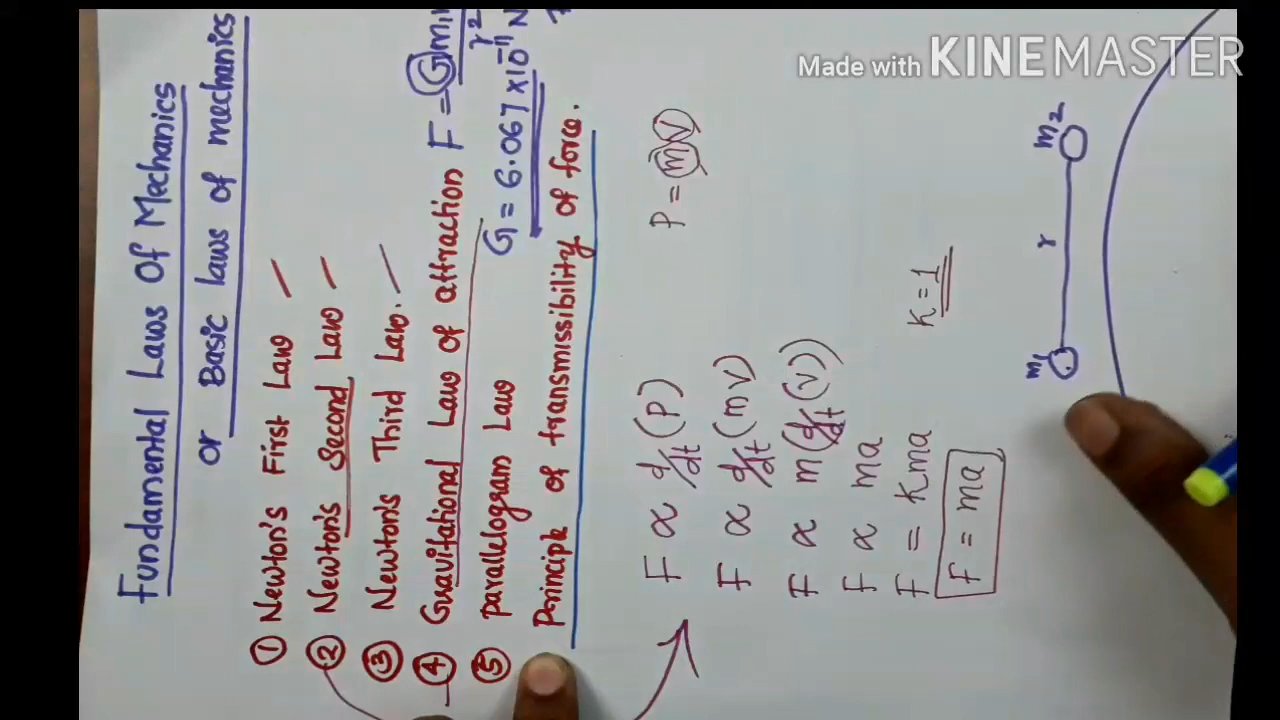 Fundamental Laws Of Mechanics
or Basic laws of mechanics
① Newton's First Law
② Newton's Second Law
③ Newton's Third Law.
④ Gravitational Law of attraction F = G m1
r2
G = 6.067 x10^-11 N
⑤ parallelogram Law
Principle of transmissibility of force.
F ∝ d/dt (P)
P = mv
F ∝ d/dt (mv)
F ∝ m (d/dt (v))
F ∝ ma
F = Kma
K = 1
F = ma
m1 r m2
Made with KINEMASTER